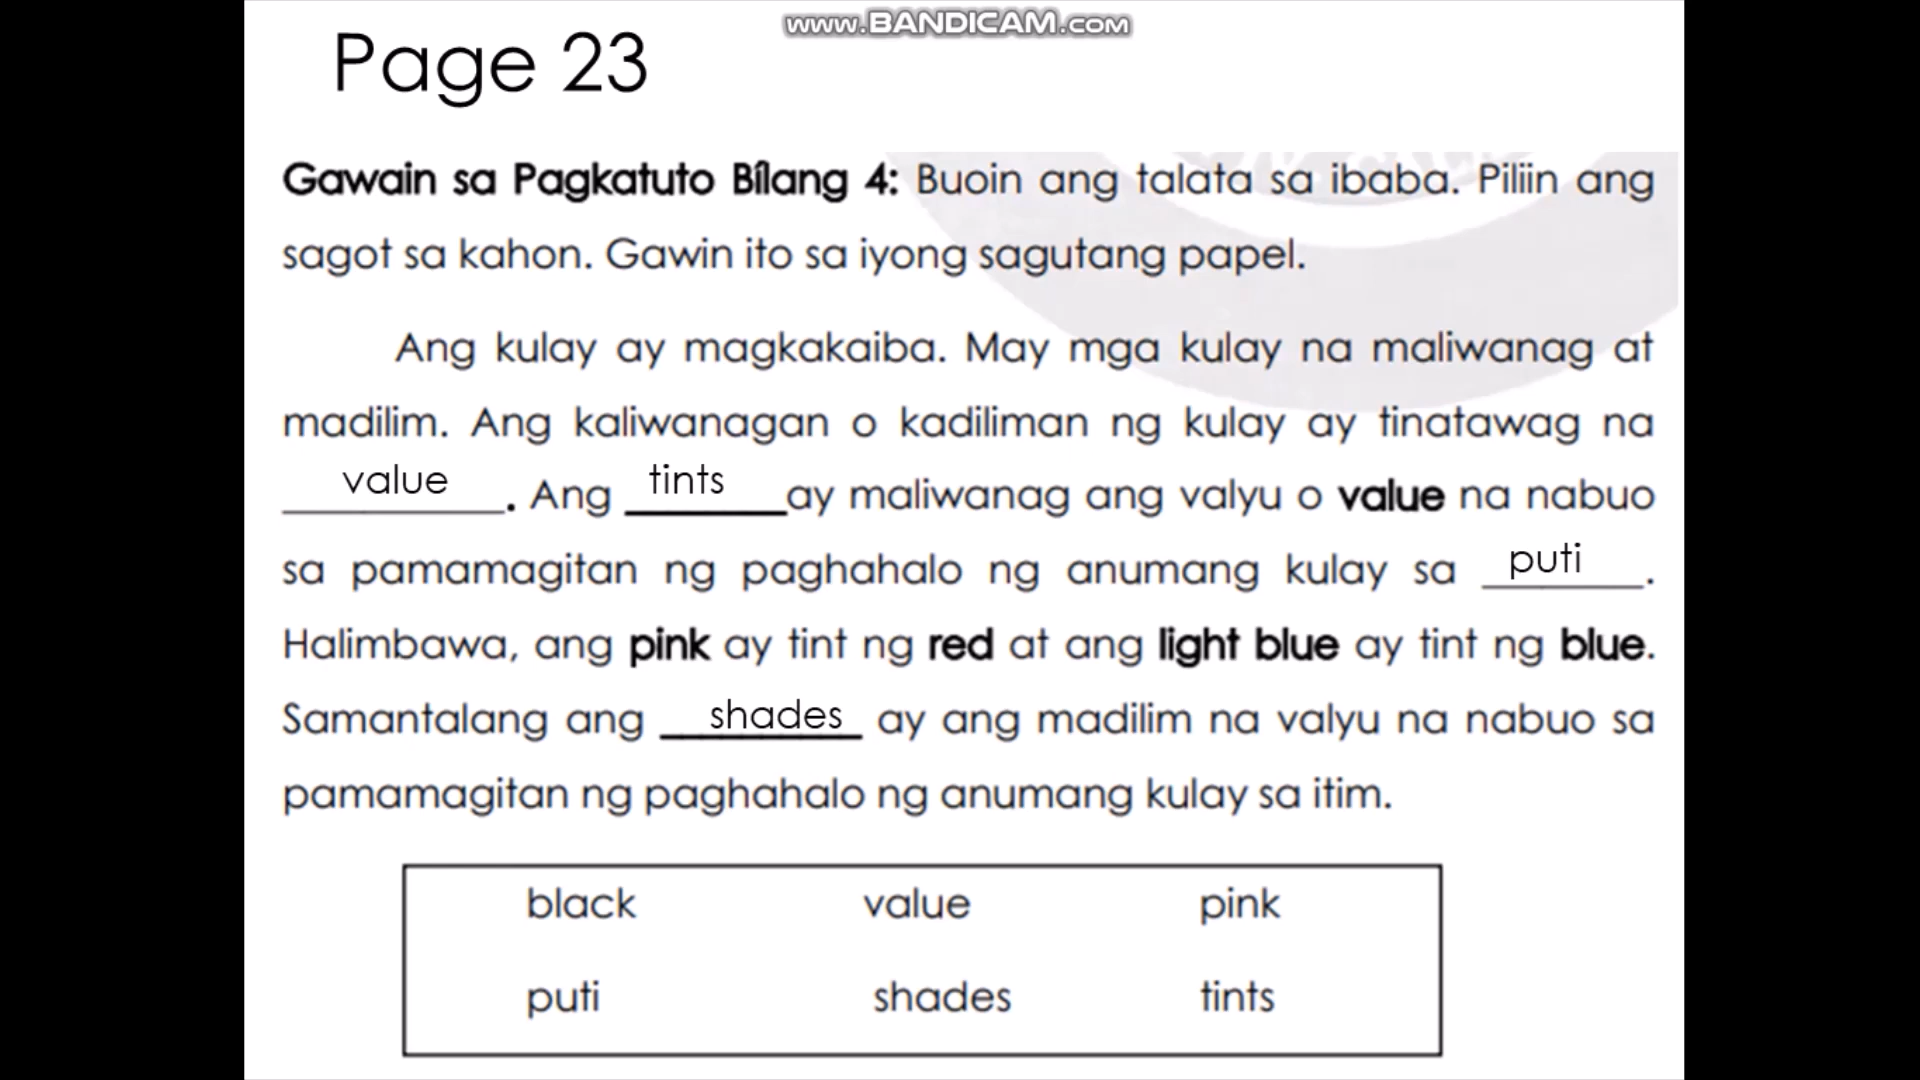 www.BANDICAM.com
Page 23
Gawain sa Pagkatuto Bílang 4: Buoin ang talata sa ibaba. Piliin ang
sagot sa kahon. Gawin ito sa iyong sagutang papel.
Ang kulay ay magkakaiba. May mga kulay na maliwanag at
madilim. Ang kaliwanagan o kadiliman ng kulay ay tinatawag na
value. Ang tints ay maliwanag ang valyu o value na nabuo
sa pamamagitan ng paghahalo ng anumang kulay sa puti.
Halimbawa, ang pink ay tint ng red at ang light blue ay tint ng blue.
Samantalang ang shades ay ang madilim na valyu na nabuo sa
pamamagitan ng paghahalo ng anumang kulay sa itim.
black value pink
puti shades tints